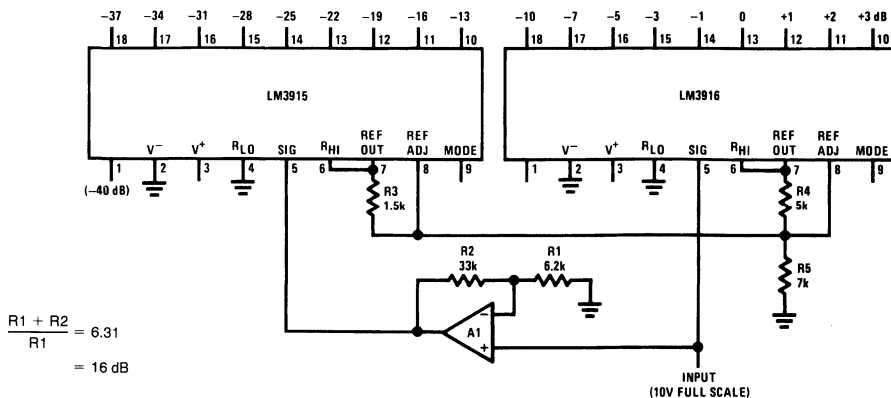 −37 −34 −31 −28 −25 −22 −19 −16 −13
18 17 16 15 14 13 12 11 10
LM3915
V− V+ RLO SIG RHI REF OUT REF ADJ MODE
1 2 3 4 5 6 7 8 9
(−40 dB)
−10 −7 −5 −3 −1 0 +1 +2 +3 dB
18 17 16 15 14 13 12 11 10
LM3916
V− V+ RLO SIG RHI REF OUT REF ADJ MODE
1 2 3 4 5 6 7 8 9
R3
1.5k
R4
5k
R2
33k
R1
6.2k
R5
7k
A1
−
+
INPUT
(10V FULL SCALE)
R1 + R2
R1
= 6.31
= 16 dB